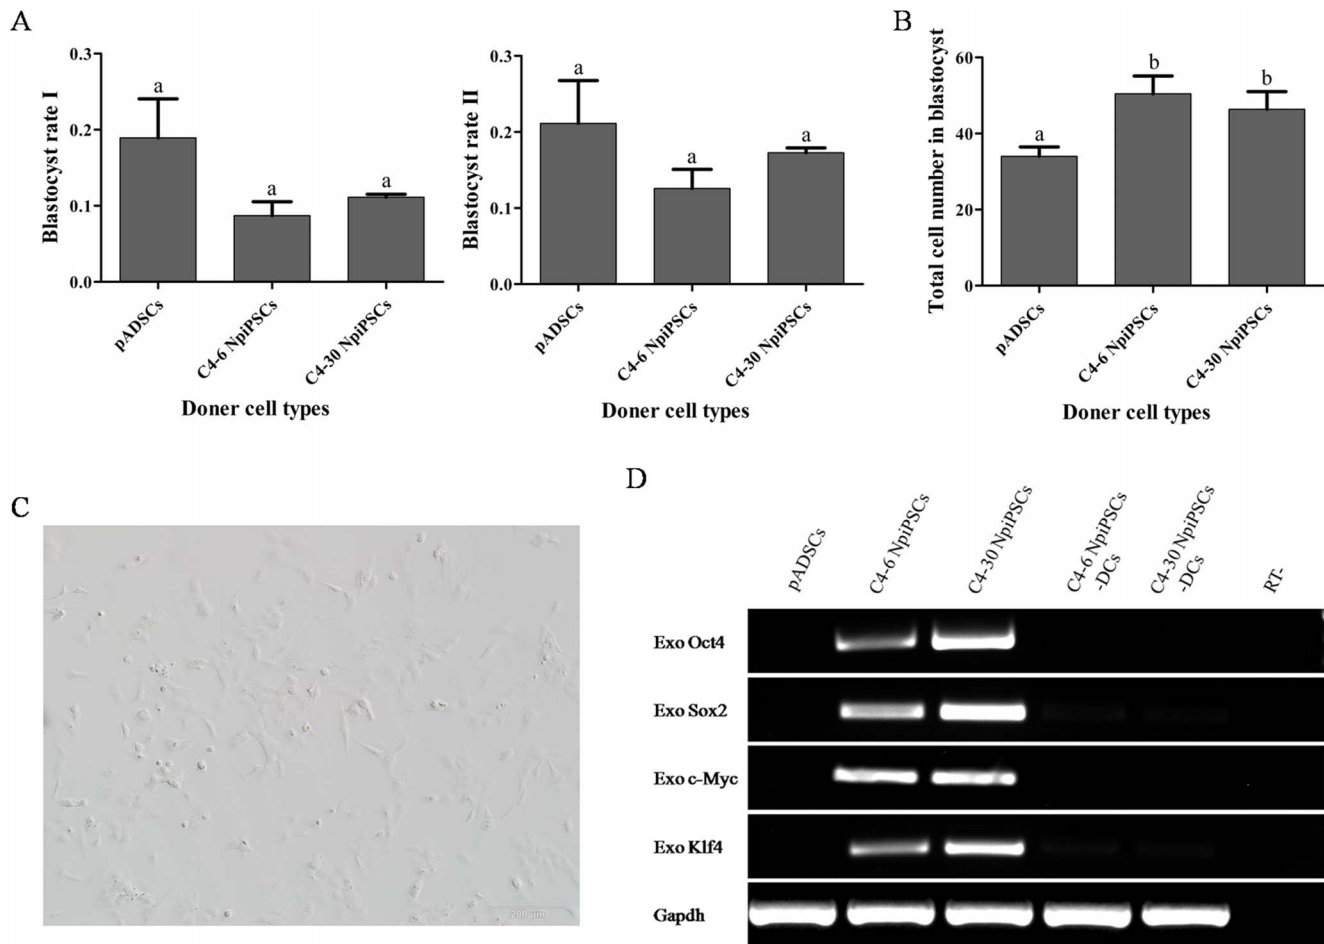 A
0.3
0.2
0.1
0.0
Blastocyst rate I
a
a
a
pADSCs
C4-6 NpiPSCs
C4-30 NpiPSCs
Doner cell types
0.3
0.2
0.1
0.0
Blastocyst rate II
a
a
a
pADSCs
C4-6 NpiPSCs
C4-30 NpiPSCs
Doner cell types
B
60
40
20
0
Total cell number in blastocyst
a
b
b
pADSCs
C4-6 NpiPSCs
C4-30 NpiPSCs
Doner cell types
C
200 μm
D
pADSCs
C4-6 NpiPSCs
C4-30 NpiPSCs
C4-6 NpiPSCs
-DCs
C4-30 NpiPSCs
-DCs
RT-
Exo Oct4
Exo Sox2
Exo c-Myc
Exo Klf4
Gapdh